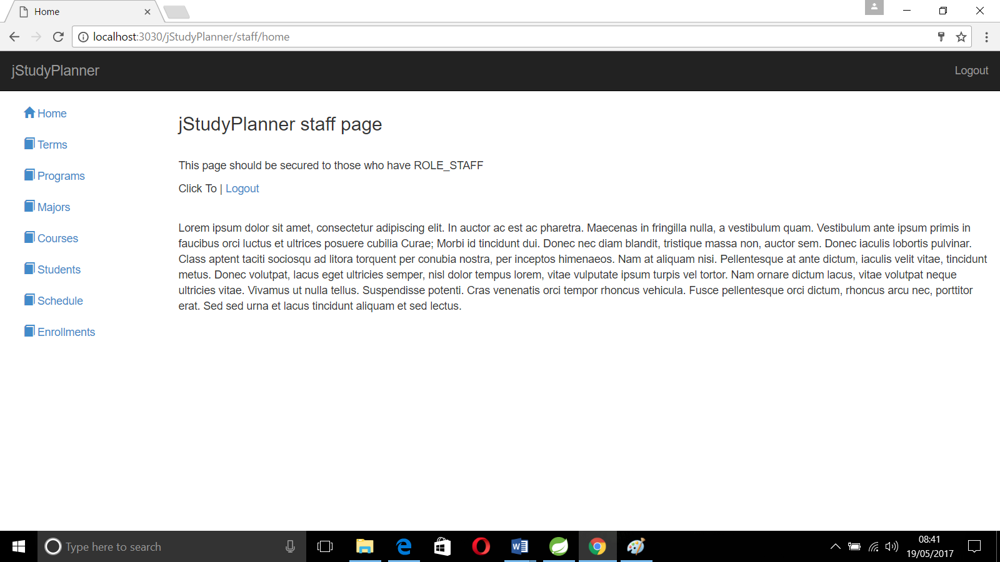 Home
localhost:3030/jStudyPlanner/staff/home
jStudyPlanner
Logout
Home
Terms
Programs
Majors
Courses
Students
Schedule
Enrollments
jStudyPlanner staff page
This page should be secured to those who have ROLE_STAFF
Click To | Logout
Lorem ipsum dolor sit amet, consectetur adipiscing elit. In auctor ac est ac pharetra. Maecenas in fringilla nulla, a vestibulum quam. Vestibulum ante ipsum primis in
faucibus orci luctus et ultrices posuere cubilia Curae; Morbi id tincidunt dui. Donec nec diam blandit, tristique massa non, auctor sem. Donec iaculis lobortis pulvinar.
Class aptent taciti sociosqu ad litora torquent per conubia nostra, per inceptos himenaeos. Nam at aliquam nisi. Pellentesque at ante dictum, iaculis velit vitae, tincidunt
metus. Donec volutpat, lacus eget ultricies semper, nisl dolor tempus lorem, vitae vulputate ipsum turpis vel tortor. Nam ornare dictum lacus, vitae volutpat neque
ultricies vitae. Vivamus ut nulla tellus. Suspendisse potenti. Cras venenatis orci tempor rhoncus vehicula. Fusce pellentesque orci dictum, rhoncus arcu nec, porttitor
erat. Sed sed urna et lacus tincidunt aliquam et sed lectus.
Type here to search
08:41
19/05/2017